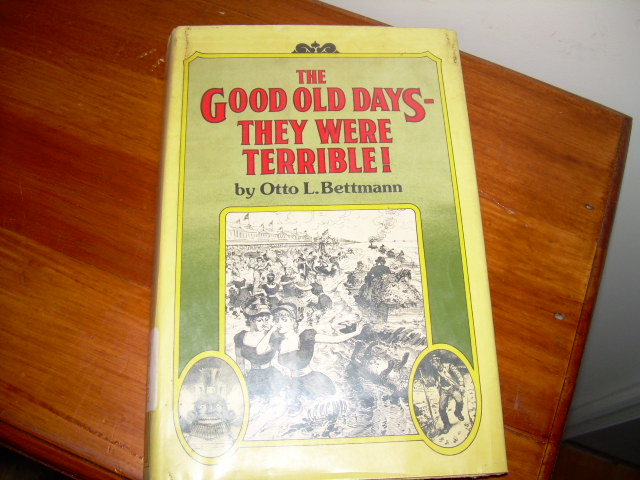 THE
GOOD OLD DAYS-
THEY WERE
TERRIBLE!
by Otto L. Bettmann